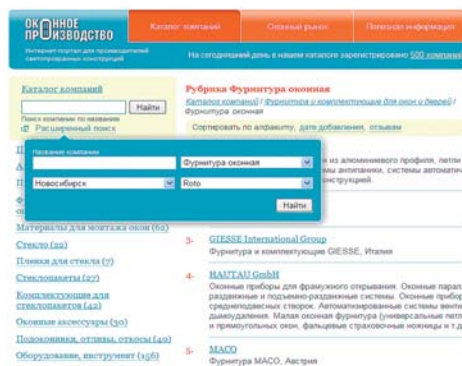 ОКОННОЕ
ПРОИЗВОДСТВО
Интернет-портал для производителей
светопрозрачных конструкций
Каталог компаний
Оконный рынок
Полезная информация
На сегодняшний день в нашем каталоге зарегистрировано 500 компаний
Каталог компаний
Найти
Поиск компании по названию
Расширенный поиск
Рубрика Фурнитура оконная
Каталог компаний / Фурнитура и комплектующие для окон и дверей /
Фурнитура оконная
Сортировать по алфавиту, дате добавления, отзывам
Название компании
Фурнитура оконная
Новосибирск
Roto
Найти
из алюминиевого профиля, петли
мы антипаники, системы автоматич
конструкцией.
Материалы для монтажа окон (62)
Стекло (22)
Пленки для стекла (7)
Стеклопакеты (27)
Комплектующие для
стеклопакетов (42)
Оконные аксессуары (30)
Подоконники, отливы, откосы (40)
Оборудование, инструмент (156)
3. GIESSE International Group
Фурнитура и комплектующие GIESSE, Италия
4. HAUTAU GmbH
Оконные приборы для фрамужного открывания. Оконные парал
раздвижные и подъемно-раздвижные системы. Оконные прибор
среднеподвесных створок. Автоматизированные системы венти
дымоудаления. Малая оконная фурнитура (универсальные петл
и прямоугольных окон, фальцевые страховочные ножницы и т.д
5. MACO
Фурнитура MACO, Австрия